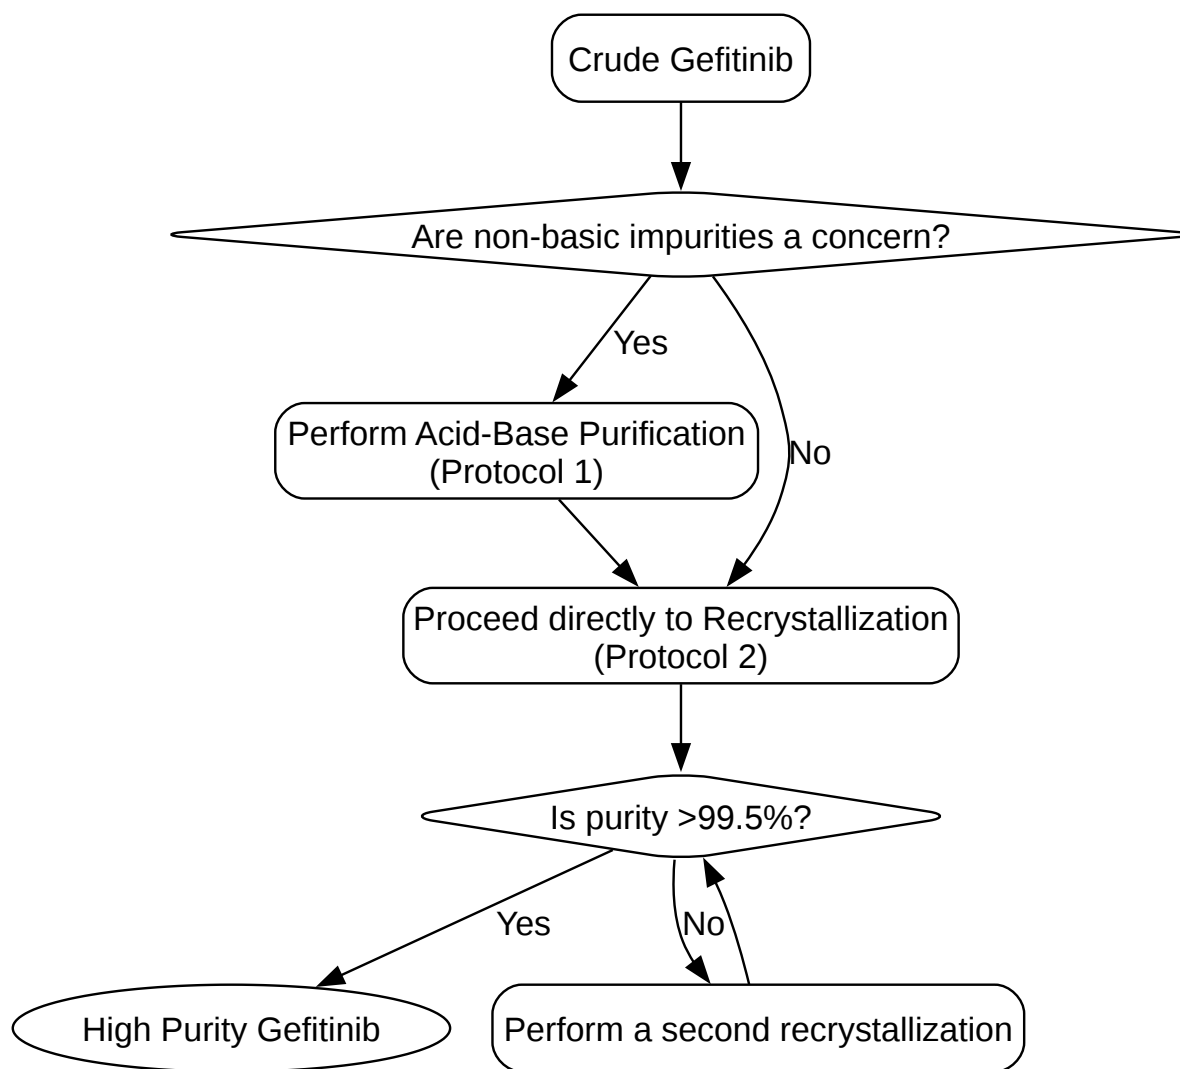 Crude Gefitinib
Are non-basic impurities a concern?
Yes
Perform Acid-Base Purification
(Protocol 1)
No
Proceed directly to Recrystallization
(Protocol 2)
Is purity >99.5%?
Yes
No
High Purity Gefitinib
Perform a second recrystallization